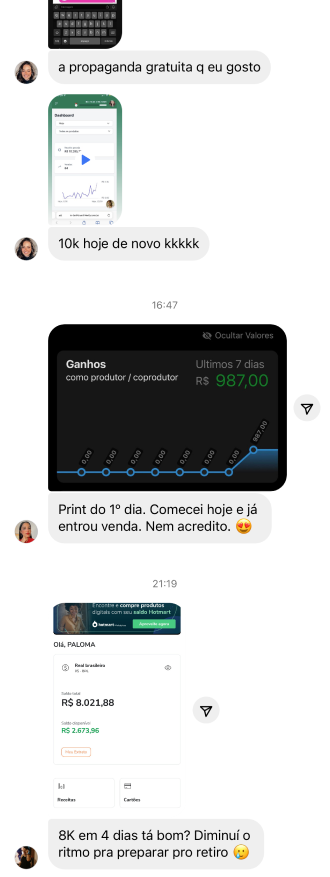 a propaganda gratuita q eu gosto
Dashboard
10k hoje de novo kkkkk
16:47
Ocultar Valores
Ganhos
Ultimos 7 dias
como produtor / coprodutor
R$ 987,00
0,00 0,00 0,00 0,00 0,00 0,00 0,00 987,00
Print do 1º dia. Comecei hoje e já
entrou venda. Nem acredito. 😍
21:19
Encontre e compre produtos
digitais com seu saldo Hotmart
hotmart
Aproveite agora
Olá, PALOMA
Real brasileiro
Saldo total
R$ 8.021,88
Saldo disponível
R$ 2.673,96
Receitas
Cartões
8K em 4 dias tá bom? Diminuí o
ritmo pra preparar pro retiro 🥲